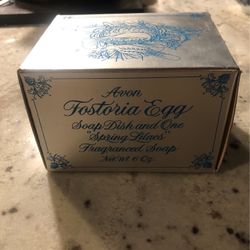 Avon
Fostoria Egg
Soap Dish and One
"Spring Lilacs"
Fragranced Soap
Net Wt 6 Oz.